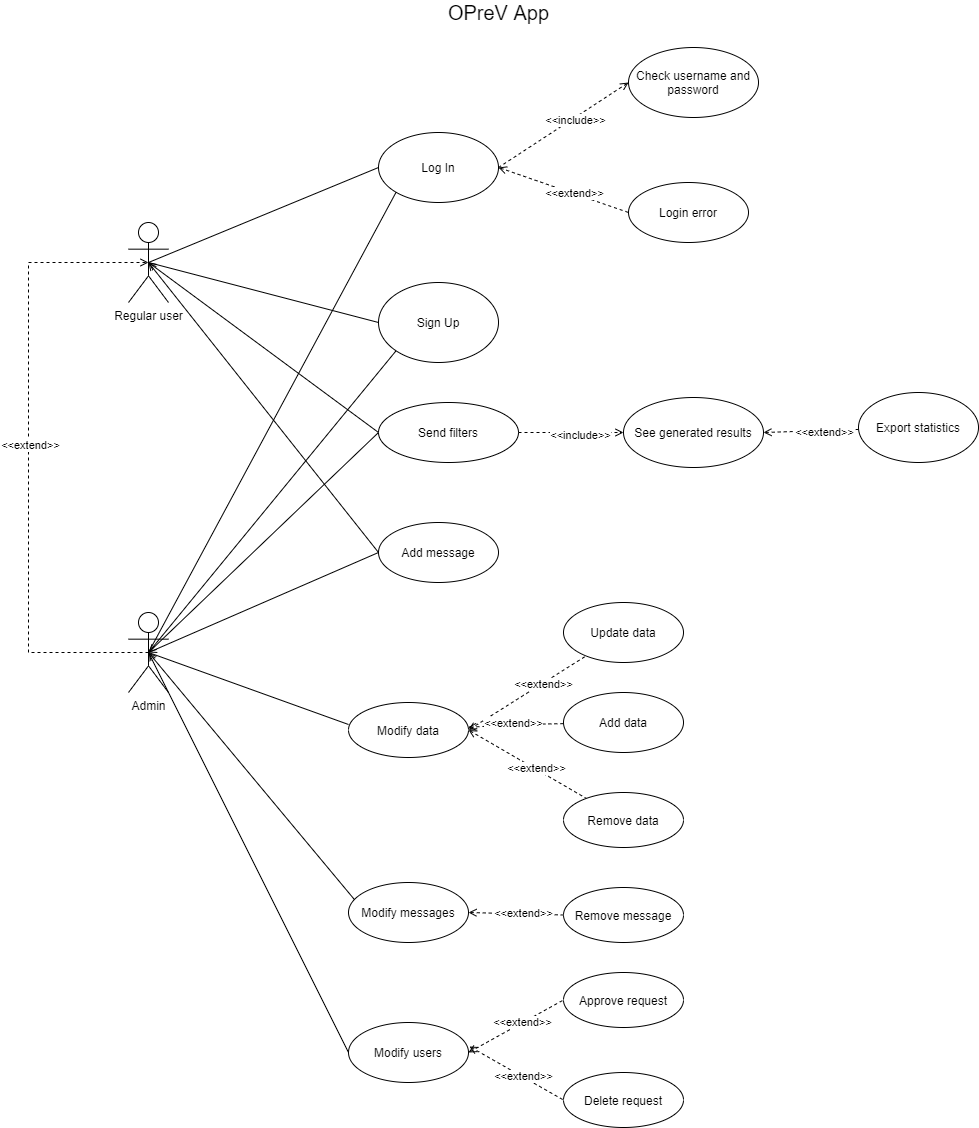 OPreV App
Check username and
password
<<include>>
Log In
<<extend>>
Login error
Regular user
Sign Up
<<extend>>
Send filters
<<include>>
See generated results
<<extend>>
Export statistics
Add message
Update data
<<extend>>
Admin
Modify data
<<extend>>
Add data
<<extend>>
Remove data
Modify messages
<<extend>>
Remove message
Approve request
<<extend>>
Modify users
<<extend>>
Delete request